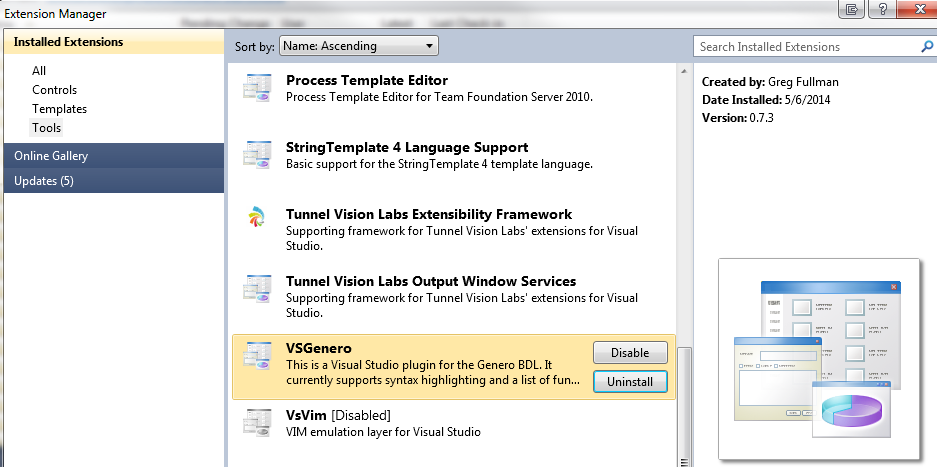 Extension Manager
Installed Extensions
All
Controls
Templates
Tools
Online Gallery
Updates (5)
Sort by: Name: Ascending
Process Template Editor
Process Template Editor for Team Foundation Server 2010.
StringTemplate 4 Language Support
Basic support for the StringTemplate 4 template language.
Tunnel Vision Labs Extensibility Framework
Supporting framework for Tunnel Vision Labs' extensions for Visual
Studio.
Tunnel Vision Labs Output Window Services
Supporting framework for Tunnel Vision Labs' extensions for Visual
Studio.
VSGenero
This is a Visual Studio plugin for the Genero BDL. It
currently supports syntax highlighting and a list of fun...
Disable
Uninstall
VsVim [Disabled]
VIM emulation layer for Visual Studio
Search Installed Extensions
Created by: Greg Fullman
Date Installed: 5/6/2014
Version: 0.7.3